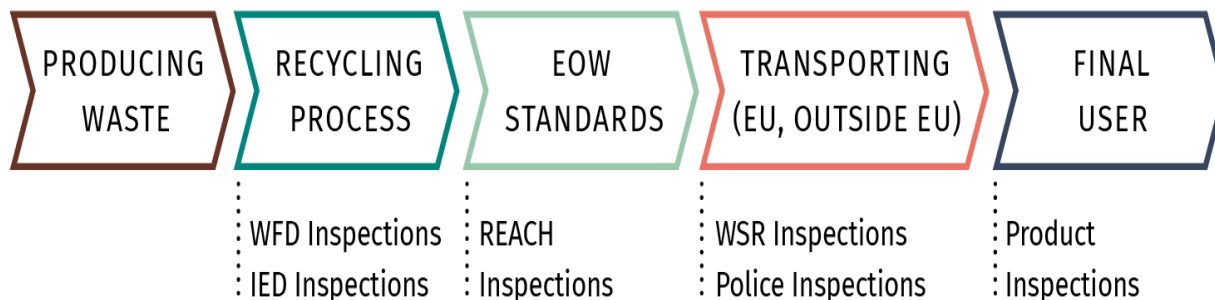 PRODUCING
WASTE
RECYCLING
PROCESS
EOW
STANDARDS
TRANSPORTING
(EU, OUTSIDE EU)
FINAL
USER
WFD Inspections
IED Inspections
REACH
Inspections
WSR Inspections
Police Inspections
Product
Inspections